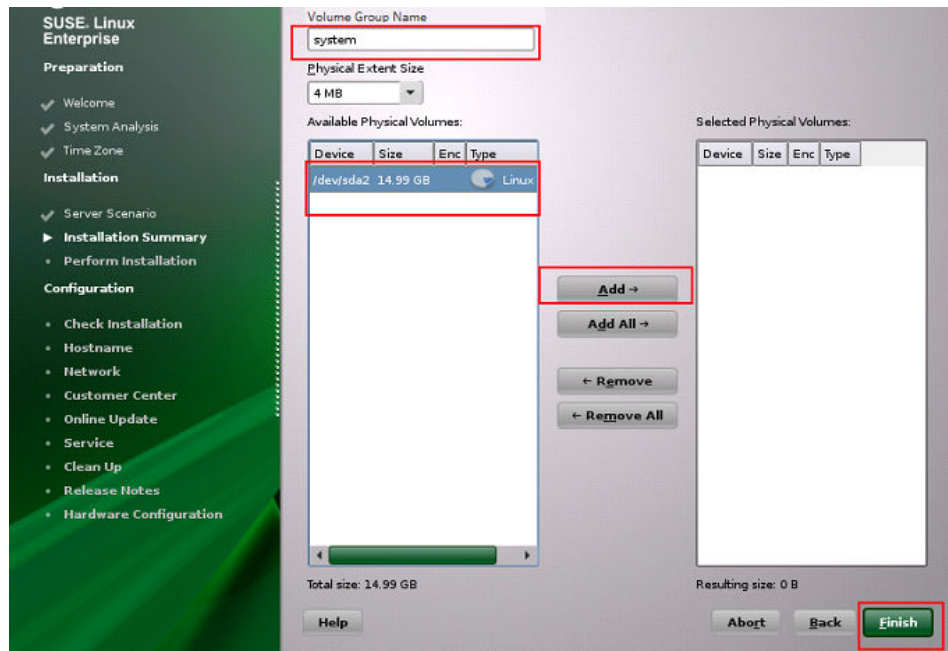 SUSE. Linux
Enterprise
Preparation
Welcome
System Analysis
Time Zone
Installation
Server Scenario
Installation Summary
Perform Installation
Configuration
Check Installation
Hostname
Network
Customer Center
Online Update
Service
Clean Up
Release Notes
Hardware Configuration
Volume Group Name
system
Physical Extent Size
4 MB
Available Physical Volumes:
Device Size Enc Type
/dev/sda2 14.99 GB Linux
Total size: 14.99 GB
Add →
Add All →
← Remove
← Remove All
Selected Physical Volumes:
Device Size Enc Type
Resulting size: 0 B
Help
Abort
Back
Finish